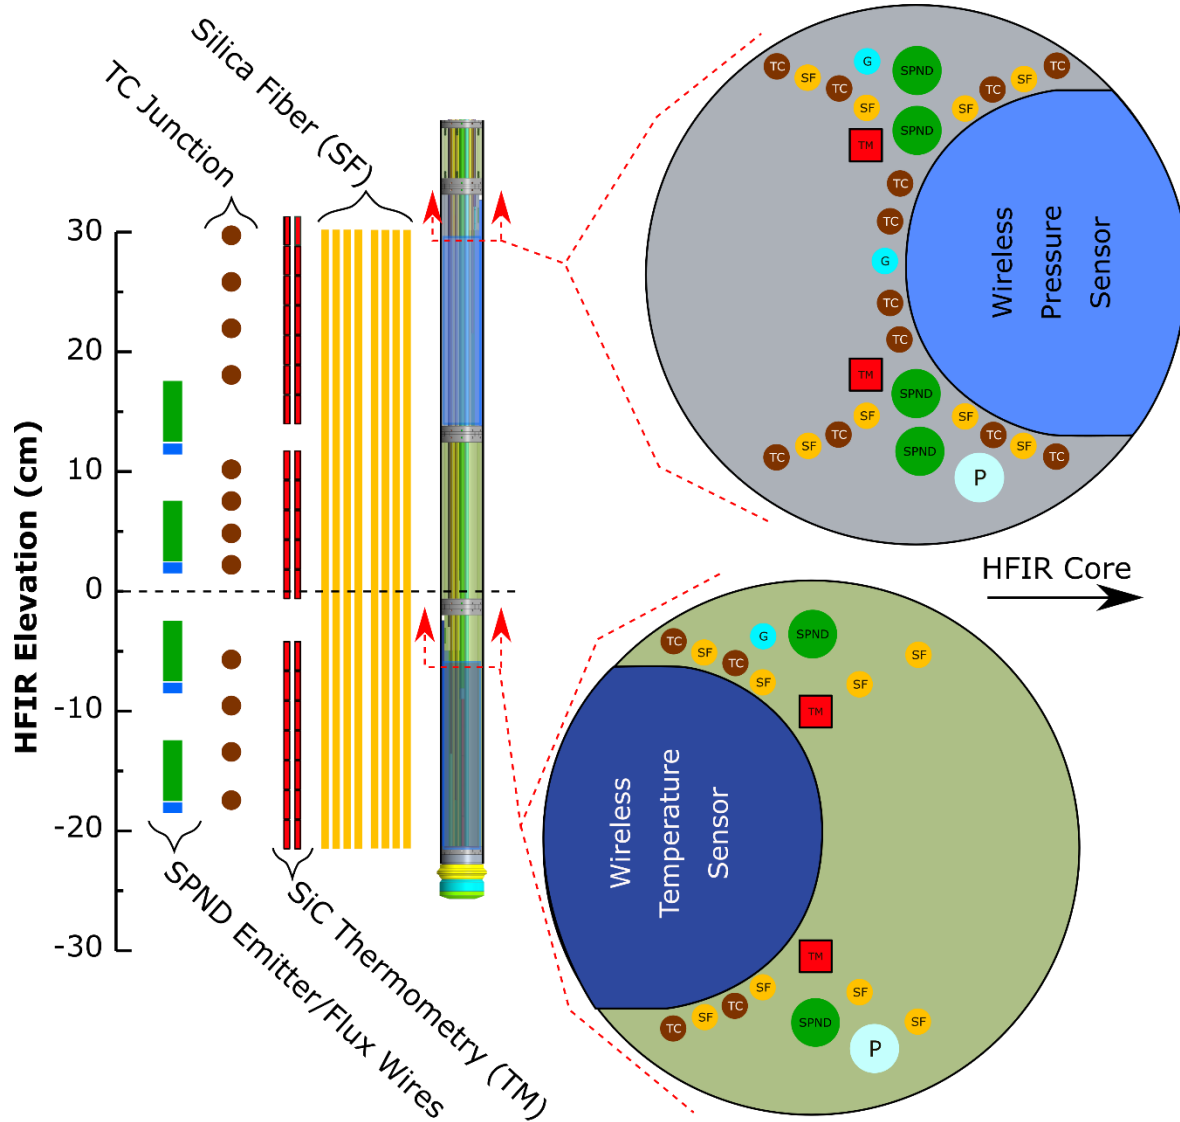 Silica Fiber (SF)
TC Junction
HFIR Elevation (cm)
30
20
10
0
-10
-20
-30
SPND Emitter/Flux Wires
SiC Thermometry (TM)
TC
SF
TC
G
SF
SPND
SPND
TM
SF
TC
SF
TC
TC
TC
G
TC
TC
Wireless
Pressure
Sensor
TM
SPND
SF
SF
TC
SF
TC
SPND
TC
SF
TC
P
HFIR Core
TC
SF
TC
G
SF
SPND
TM
SF
SF
Wireless
Temperature
Sensor
TM
SF
SF
TC
SF
TC
SPND
SF
P